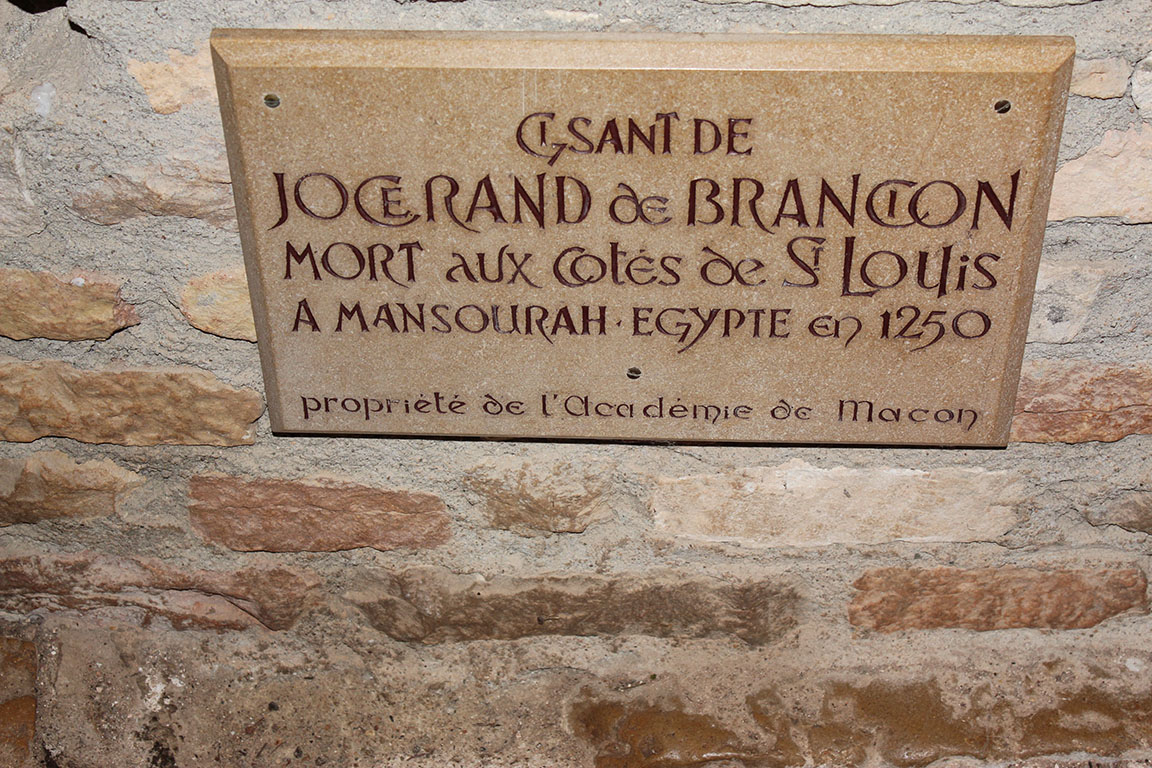 GISANT DE
JOCERAND de BRANCION
MORT aux Cotés de St Louis
A MANSOURAH · EGYPTE en 1250
propriété de l'Académie de Macon